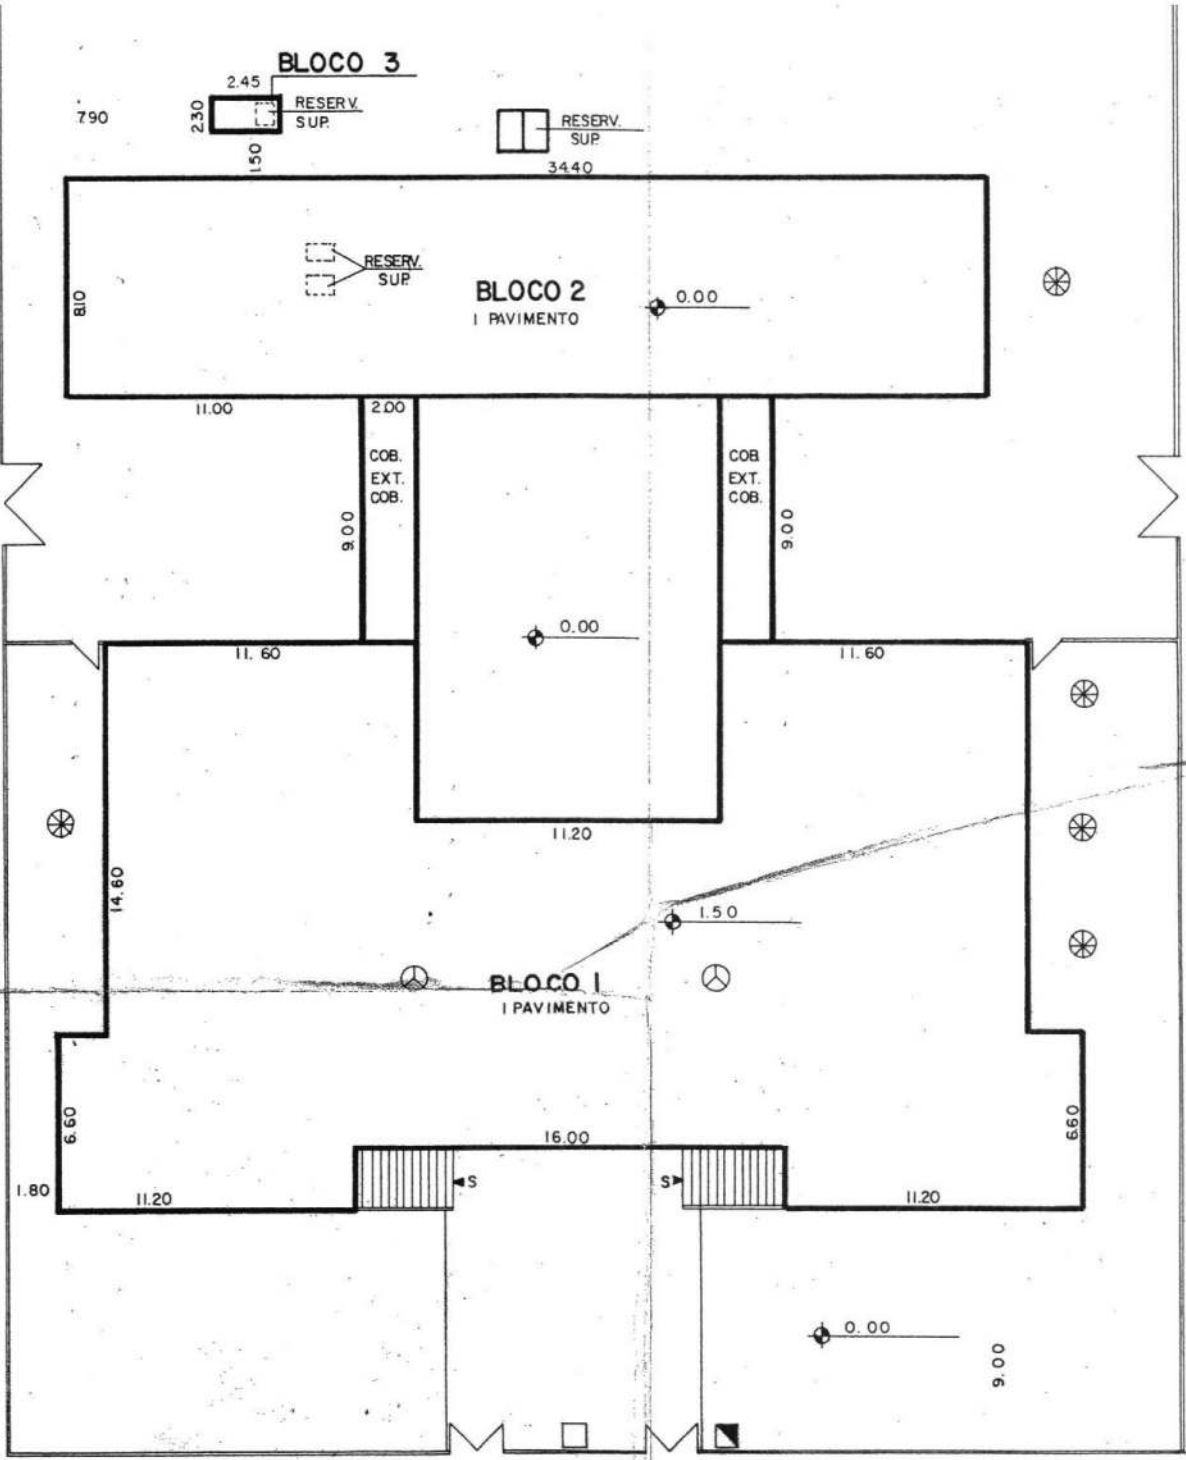 BLOCO 3
2.45
RESERV.
SUP.
2.30
7.90
1.50
RESERV.
SUP.
34.40
RESERV.
SUP.
8.10
BLOCO 2
1 PAVIMENTO
0.00
11.00
2.00
COB.
EXT.
COB.
COB.
EXT.
COB.
9.00
9.00
0.00
11.60
11.60
11.20
14.60
1.50
BLOCO 1
1 PAVIMENTO
6.60
16.00
6.60
S
S
1.80
11.20
11.20
0.00
9.00